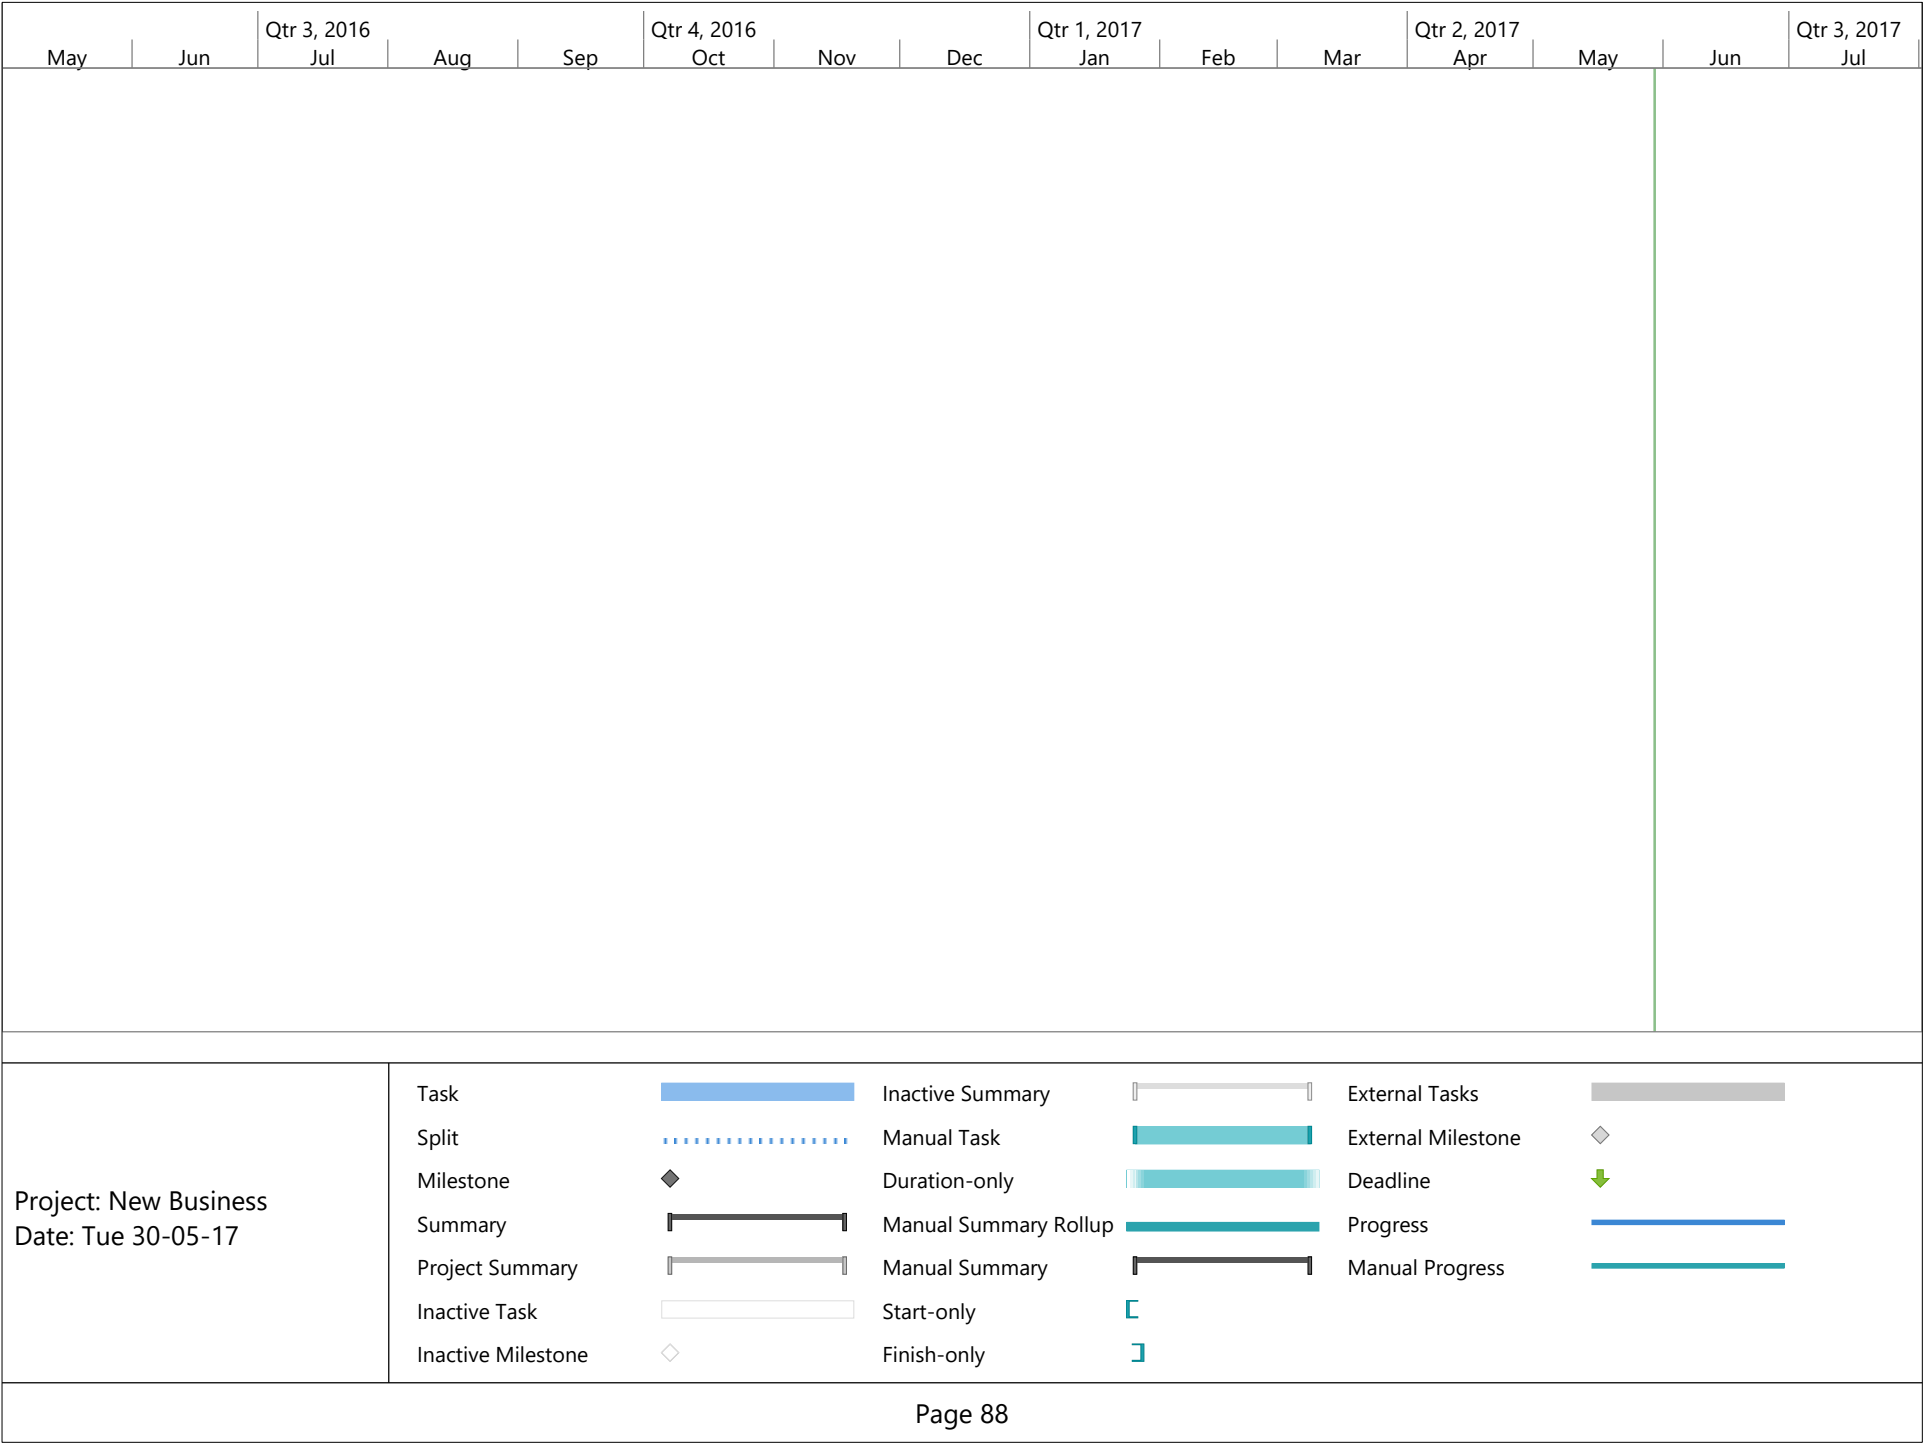 Qtr 3, 2016 Qtr 4, 2016 Qtr 1, 2017 Qtr 2, 2017 Qtr 3, 2017
May Jun Jul Aug Sep Oct Nov Dec Jan Feb Mar Apr May Jun Jul
Project: New Business
Date: Tue 30-05-17
Task
Split
Milestone
Summary
Project Summary
Inactive Task
Inactive Milestone
Inactive Summary
Manual Task
Duration-only
Manual Summary Rollup
Manual Summary
Start-only
Finish-only
External Tasks
External Milestone
Deadline
Progress
Manual Progress
Page 88